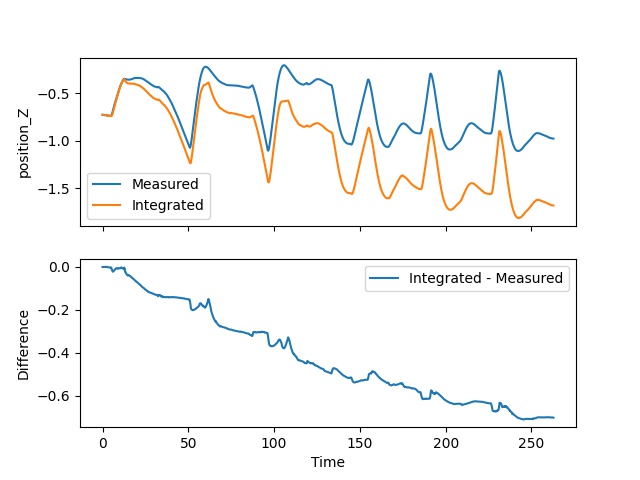 position_Z
−0.5
−1.0
−1.5
Measured
Integrated
Difference
0.0
−0.2
−0.4
−0.6
Integrated - Measured
0
50
100
150
200
250
Time